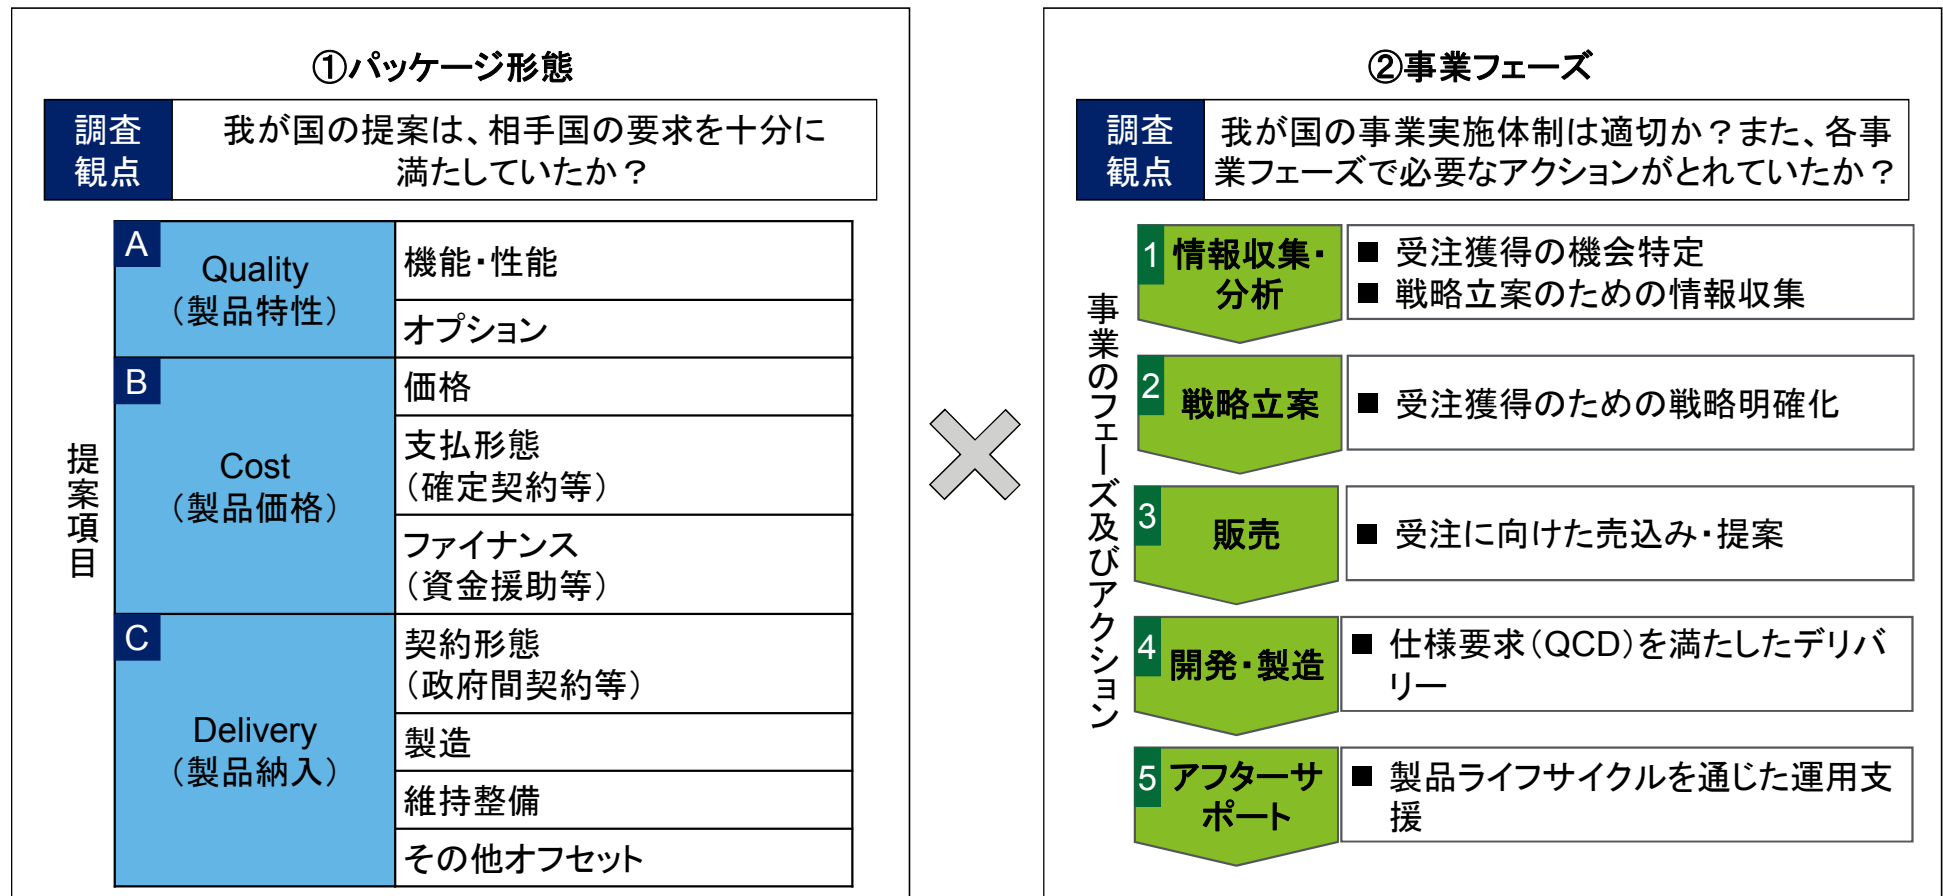 ①パッケージ形態
調査
観点
我が国の提案は、相手国の要求を十分に
満たしていたか？
提案項目
A
Quality
（製品特性）
機能・性能
オプション
B
Cost
（製品価格）
価格
支払形態
（確定契約等）
ファイナンス
（資金援助等）
C
Delivery
（製品納入）
契約形態
（政府間契約等）
製造
維持整備
その他オフセット
②事業フェーズ
調査
観点
我が国の事業実施体制は適切か？また、各事
業フェーズで必要なアクションがとれていたか？
事業のフェーズ及びアクション
1
情報収集・
分析
■ 受注獲得の機会特定
■ 戦略立案のための情報収集
2
戦略立案
■ 受注獲得のための戦略明確化
3
販売
■ 受注に向けた売込み・提案
4
開発・製造
■ 仕様要求（QCD）を満たしたデリバ
リー
5
アフターサ
ポート
■ 製品ライフサイクルを通じた運用支
援